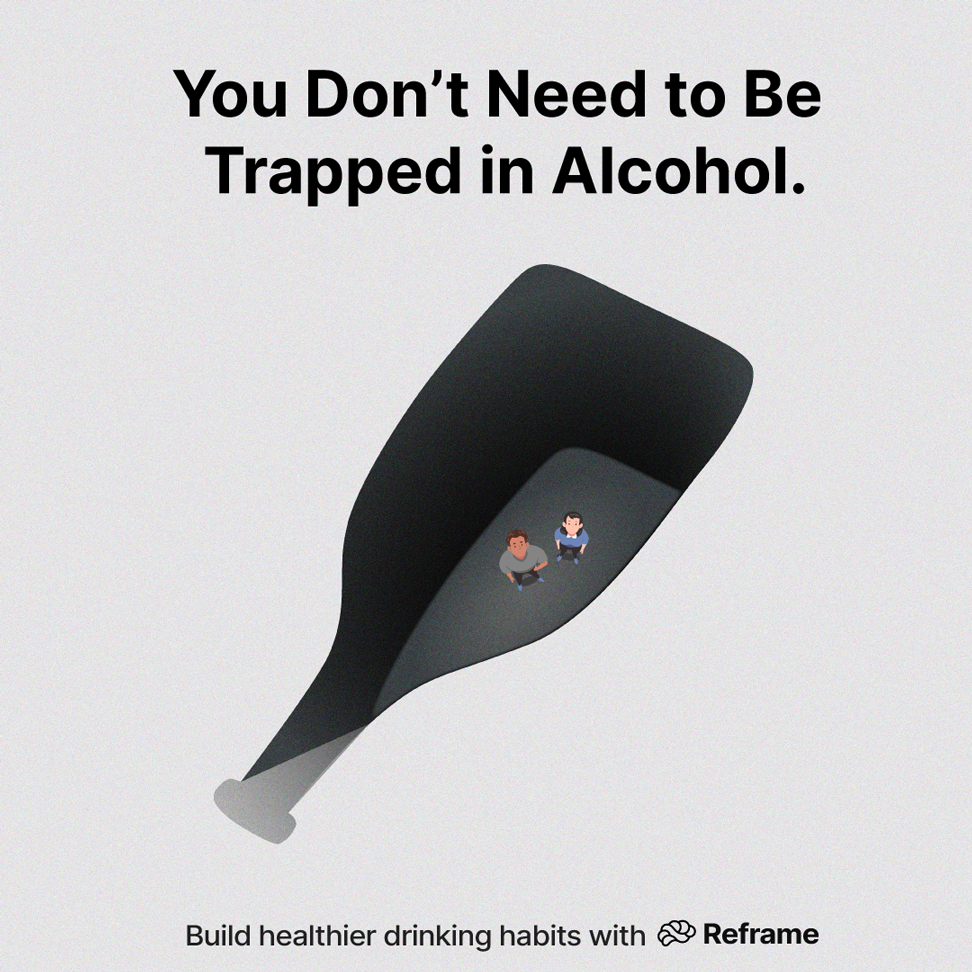 You Don’t Need to Be
Trapped in Alcohol.
Build healthier drinking habits with Reframe